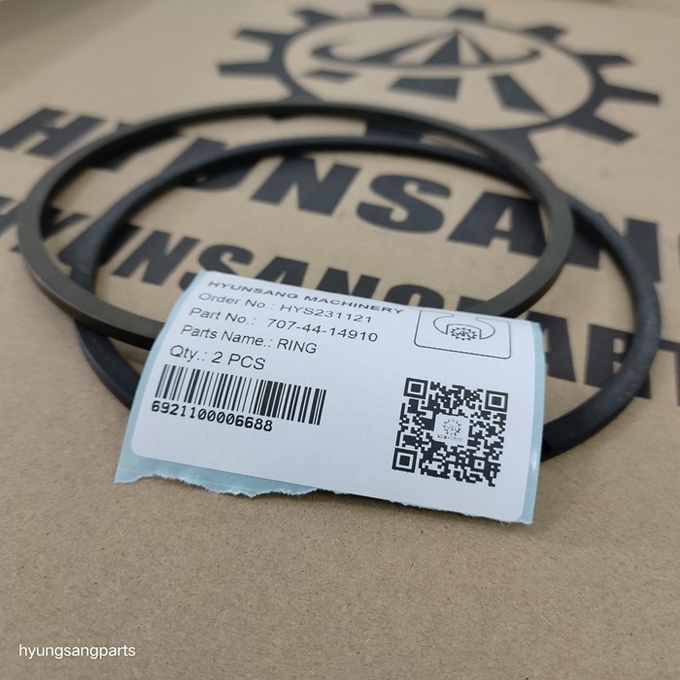 HYUNSANG
HYUNSANGPART
HYUNSANG MACHINERY
Order No.: HYS231121
Part No.: 707-44-14910
Parts Name.: RING
Qty.: 2 PCS
6921100006688
hyungsangparts